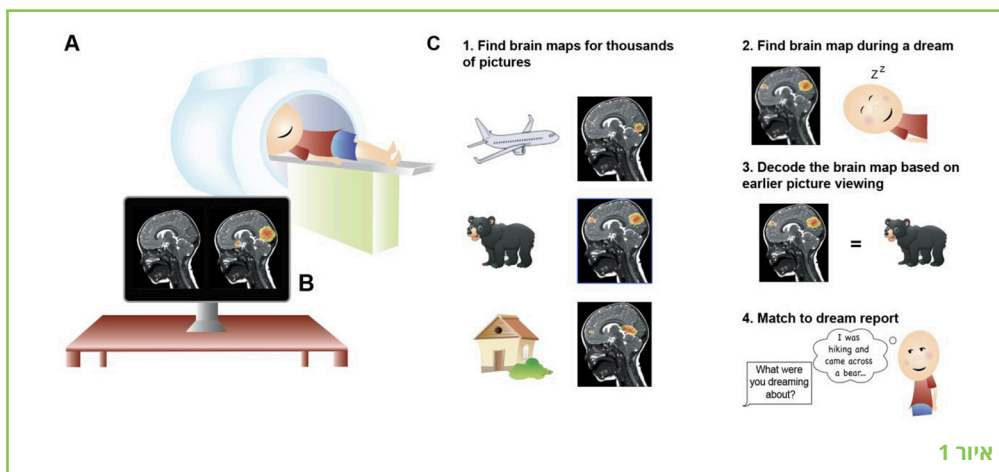 A
B
C
1. Find brain maps for thousands
of pictures
2. Find brain map during a dream
z z
3. Decode the brain map based on
earlier picture viewing
=
4. Match to dream report
What were
you dreaming
about?
I was
hiking and
came across
a bear...
איור 1